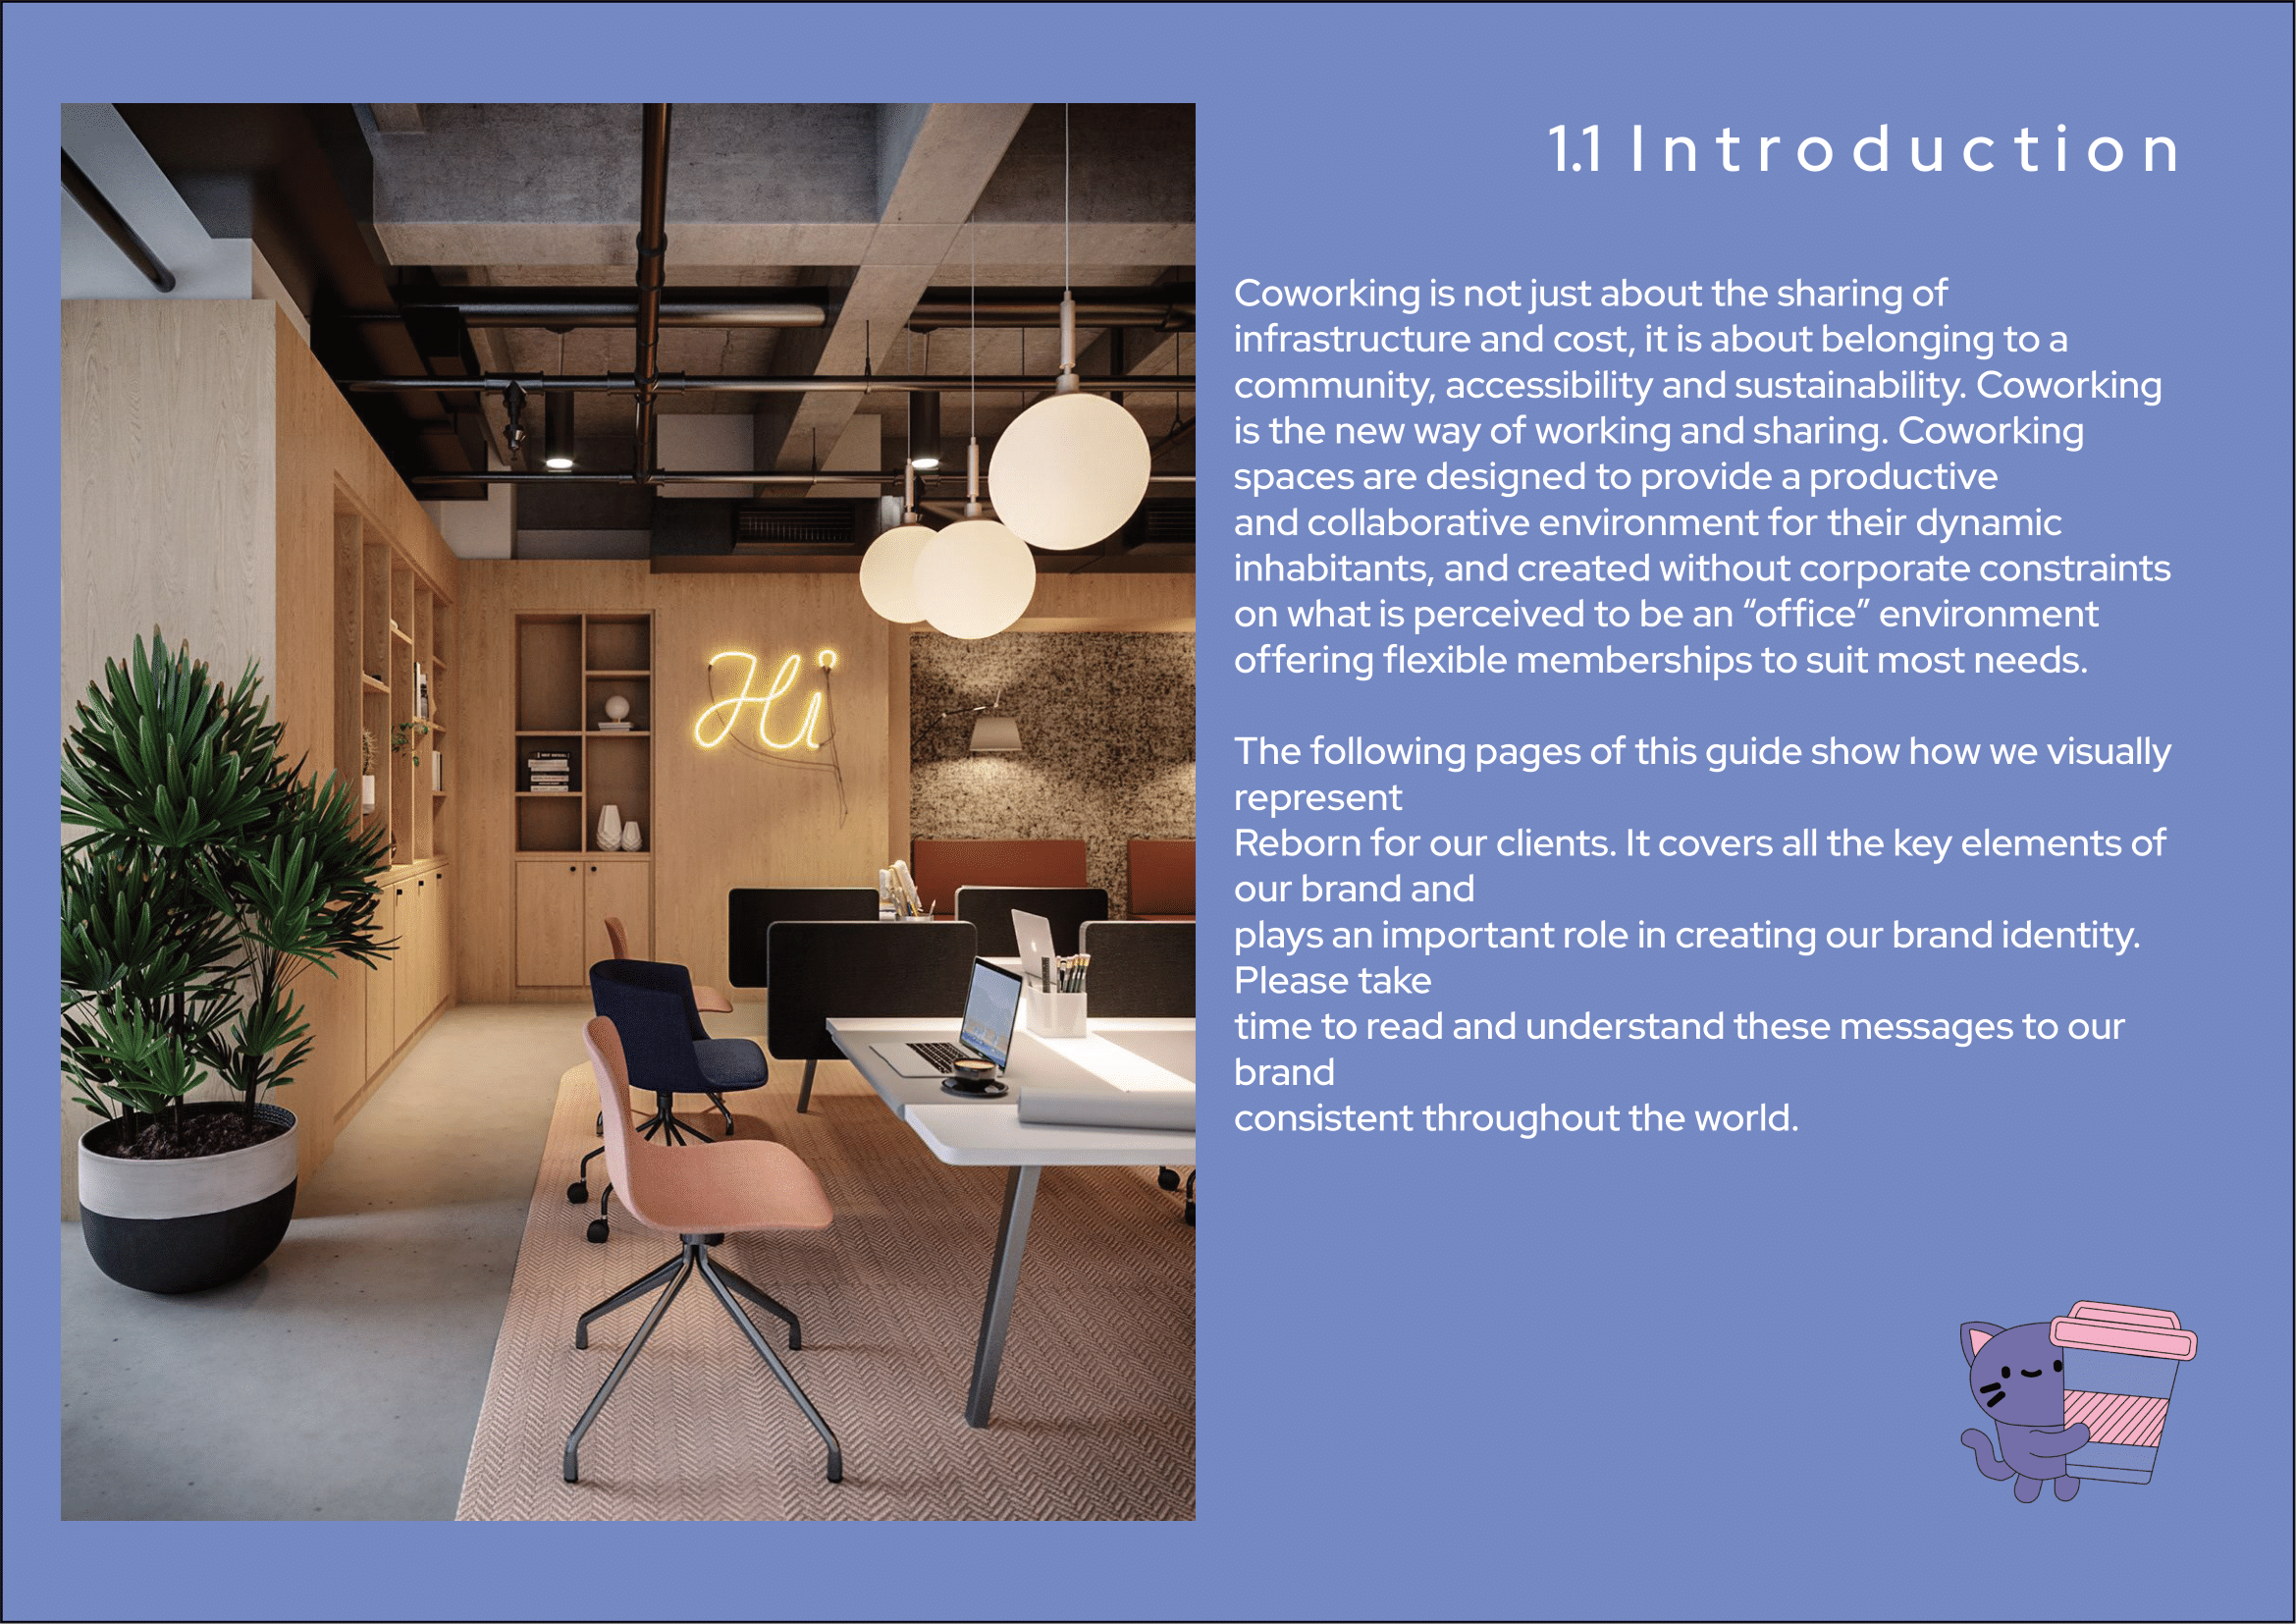 1.1 Introduction
Coworking is not just about the sharing of
infrastructure and cost, it is about belonging to a
community, accessibility and sustainability. Coworking
is the new way of working and sharing. Coworking
spaces are designed to provide a productive
and collaborative environment for their dynamic
inhabitants, and created without corporate constraints
on what is perceived to be an “office” environment
offering flexible memberships to suit most needs.
The following pages of this guide show how we visually
represent
Reborn for our clients. It covers all the key elements of
our brand and
plays an important role in creating our brand identity.
Please take
time to read and understand these messages to our
brand
consistent throughout the world.
Hi